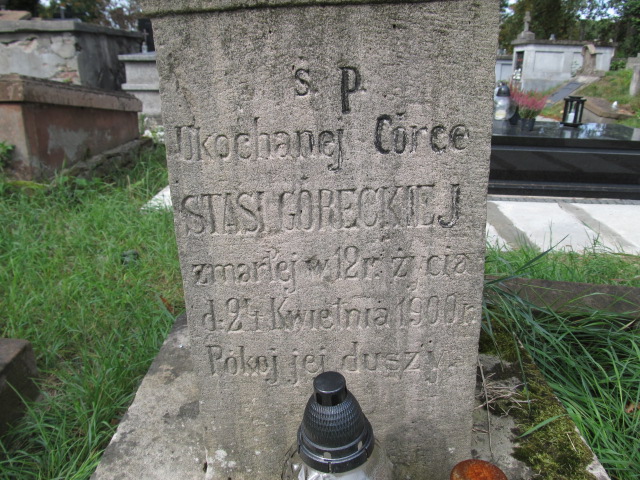 ś. p.
Ukochanej Córce
STASI GÓRECKIEJ
zmarłej w 12 r. życia
d. 24 Kwietnia 1900 r.
Pokój jej duszy.